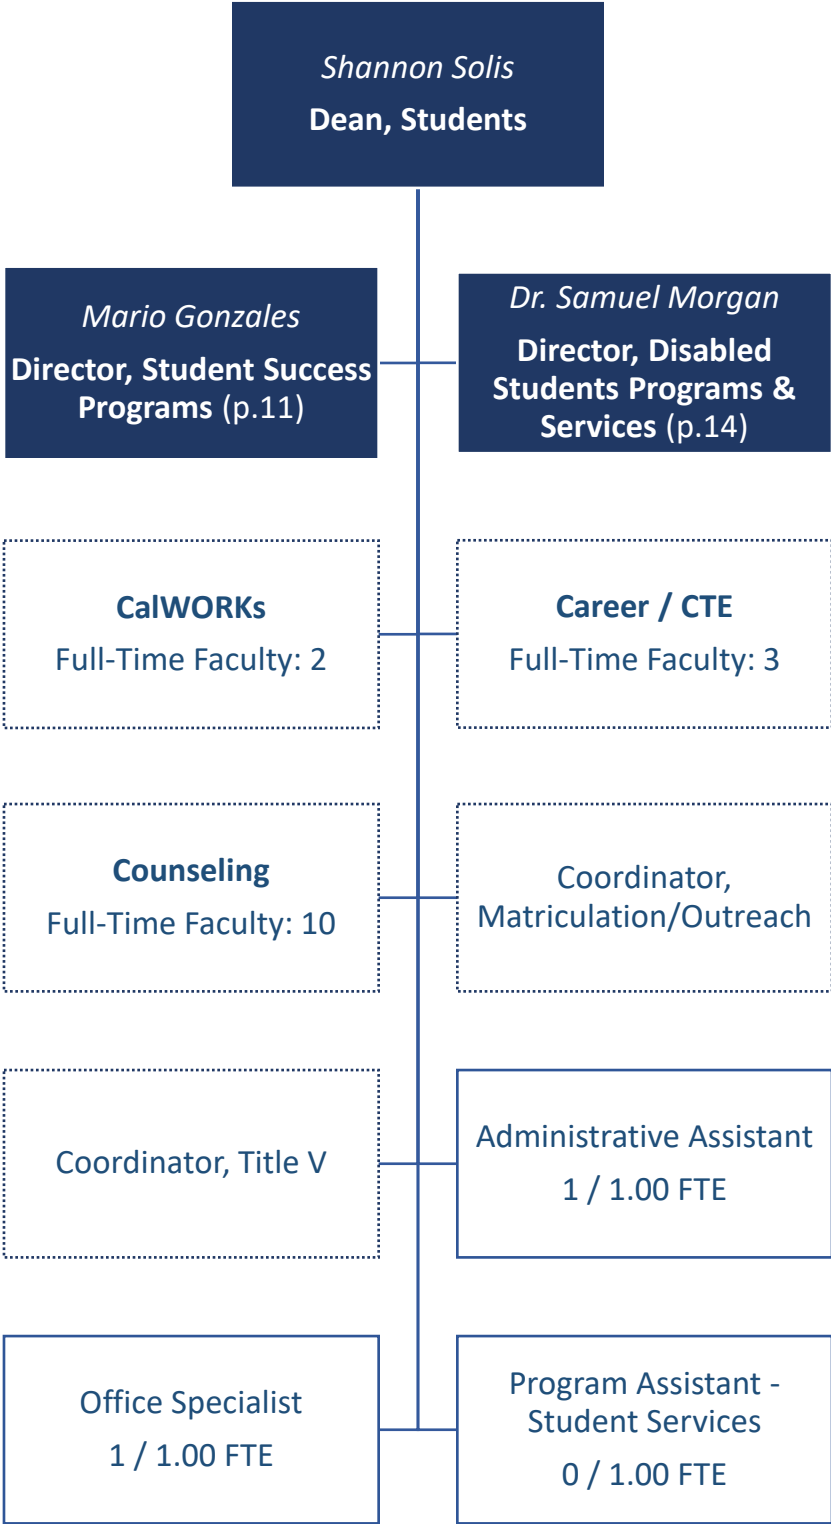 Shannon Solis
Dean, Students
Mario Gonzales
Director, Student Success
Programs (p.11)
Dr. Samuel Morgan
Director, Disabled
Students Programs &
Services (p.14)
CalWORKs
Full-Time Faculty: 2
Career / CTE
Full-Time Faculty: 3
Counseling
Full-Time Faculty: 10
Coordinator,
Matriculation/Outreach
Coordinator, Title V
Administrative Assistant
1 / 1.00 FTE
Office Specialist
1 / 1.00 FTE
Program Assistant -
Student Services
0 / 1.00 FTE